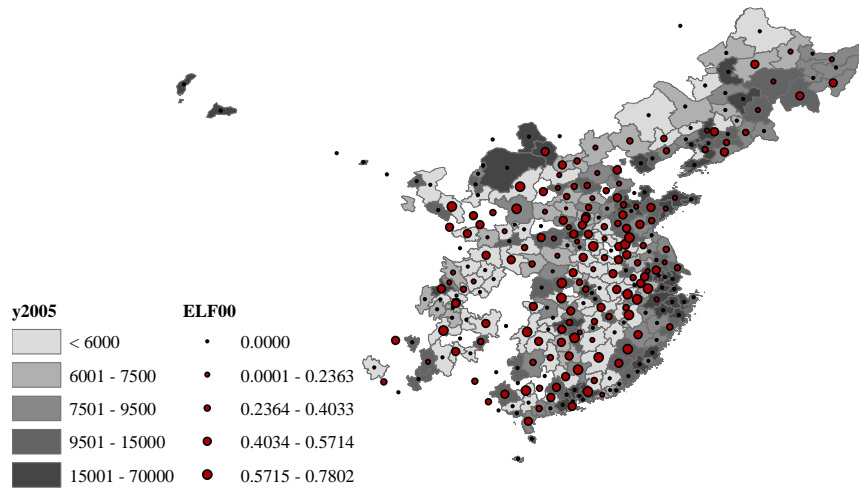 y2005 ELF00
< 6000 0.0000
6001 - 7500 0.0001 - 0.2363
7501 - 9500 0.2364 - 0.4033
9501 - 15000 0.4034 - 0.5714
15001 - 70000 0.5715 - 0.7802